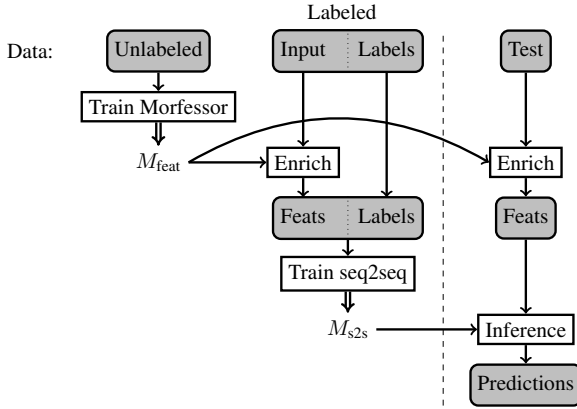 Labeled
Data: Unlabeled Input Labels Test
Train Morfessor
M_feat Enrich Enrich
Feats Labels Feats
Train seq2seq
M_s2s Inference
Predictions